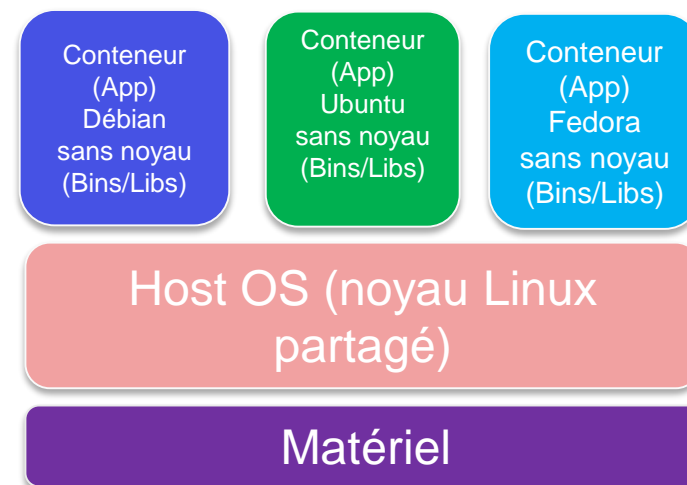 Conteneur
(App)
Débian
sans noyau
(Bins/Libs)
Conteneur
(App)
Ubuntu
sans noyau
(Bins/Libs)
Conteneur
(App)
Fedora
sans noyau
(Bins/Libs)
Host OS (noyau Linux
partagé)
Matériel